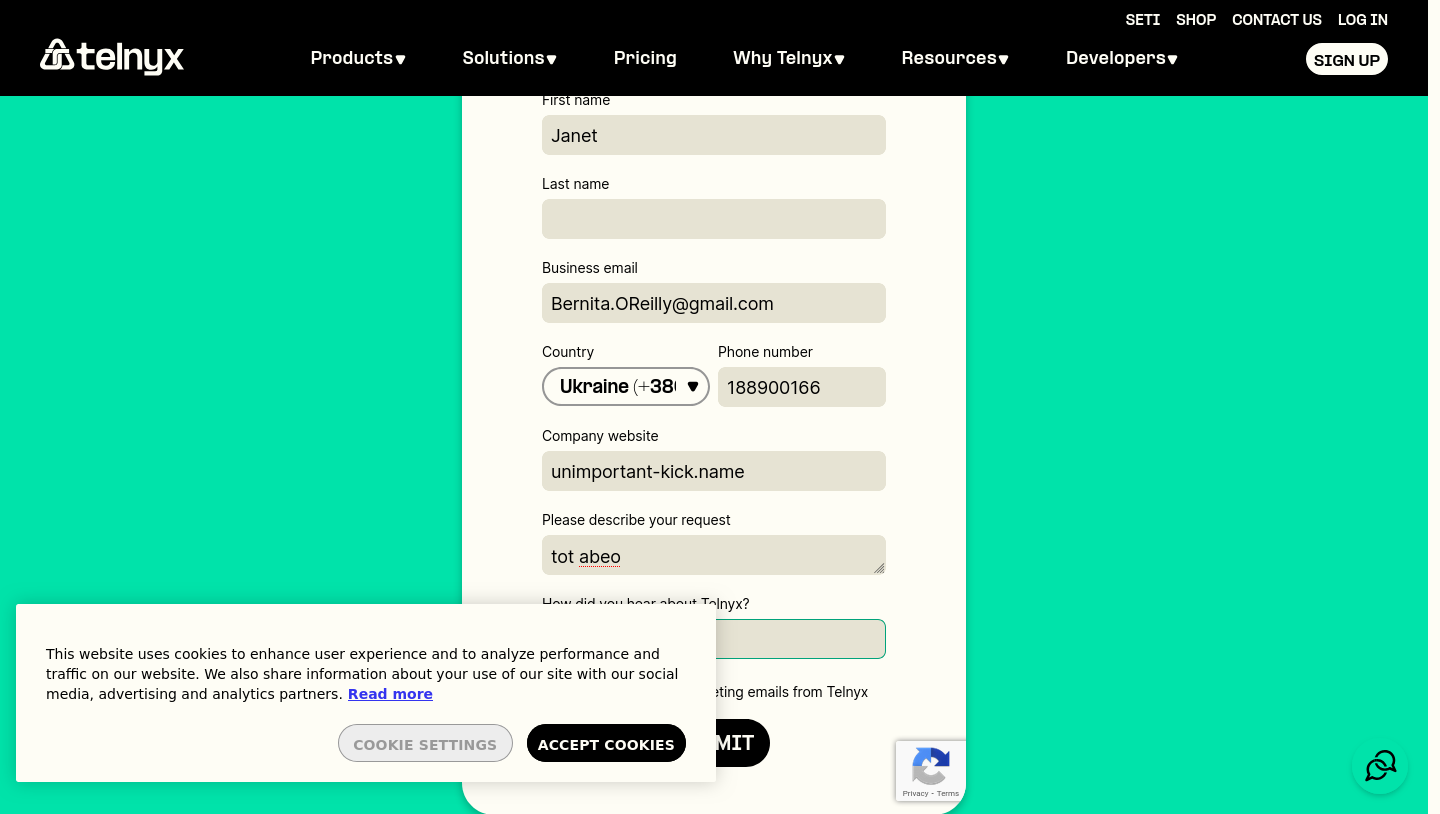 SETI SHOP CONTACT US LOG IN
telnyx Products Solutions Pricing Why Telnyx Resources Developers SIGN UP
First name
Janet
Last name
Business email
Bernita.OReilly@gmail.com
Country Phone number
Ukraine (+380 188900166
Company website
unimportant-kick.name
Please describe your request
tot abeo
How did you hear about Telnyx?
This website uses cookies to enhance user experience and to analyze performance and
traffic on our website. We also share information about your use of our site with our social
media, advertising and analytics partners. Read more
eting emails from Telnyx
COOKIE SETTINGS ACCEPT COOKIES
MIT
Privacy - Terms